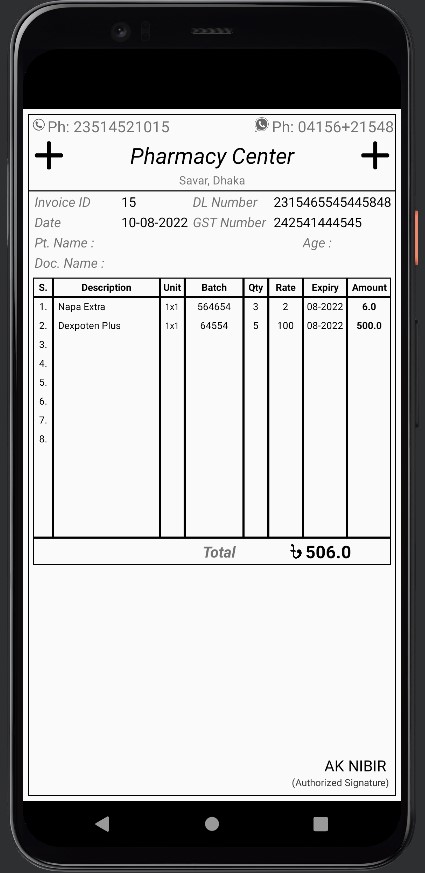 Ph: 23514521015 Ph: 04156+21548
Pharmacy Center
Savar, Dhaka
Invoice ID 15 DL Number 2315465545445848
Date 10-08-2022 GST Number 242541444545
Pt. Name : Age :
Doc. Name :
S. Description Unit Batch Qty Rate Expiry Amount
1. Napa Extra 1x1 564654 3 2 08-2022 6.0
2. Dexpoten Plus 1x1 64554 5 100 08-2022 500.0
3.
4.
5.
6.
7.
8.
Total ৳ 506.0
AK NIBIR
(Authorized Signature)